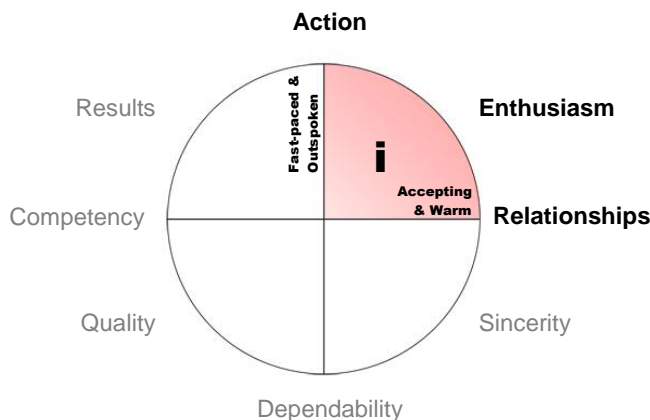 Action
Results
Enthusiasm
Fast-paced &
Outspoken
i
Accepting
& Warm
Competency
Relationships
Quality
Sincerity
Dependability